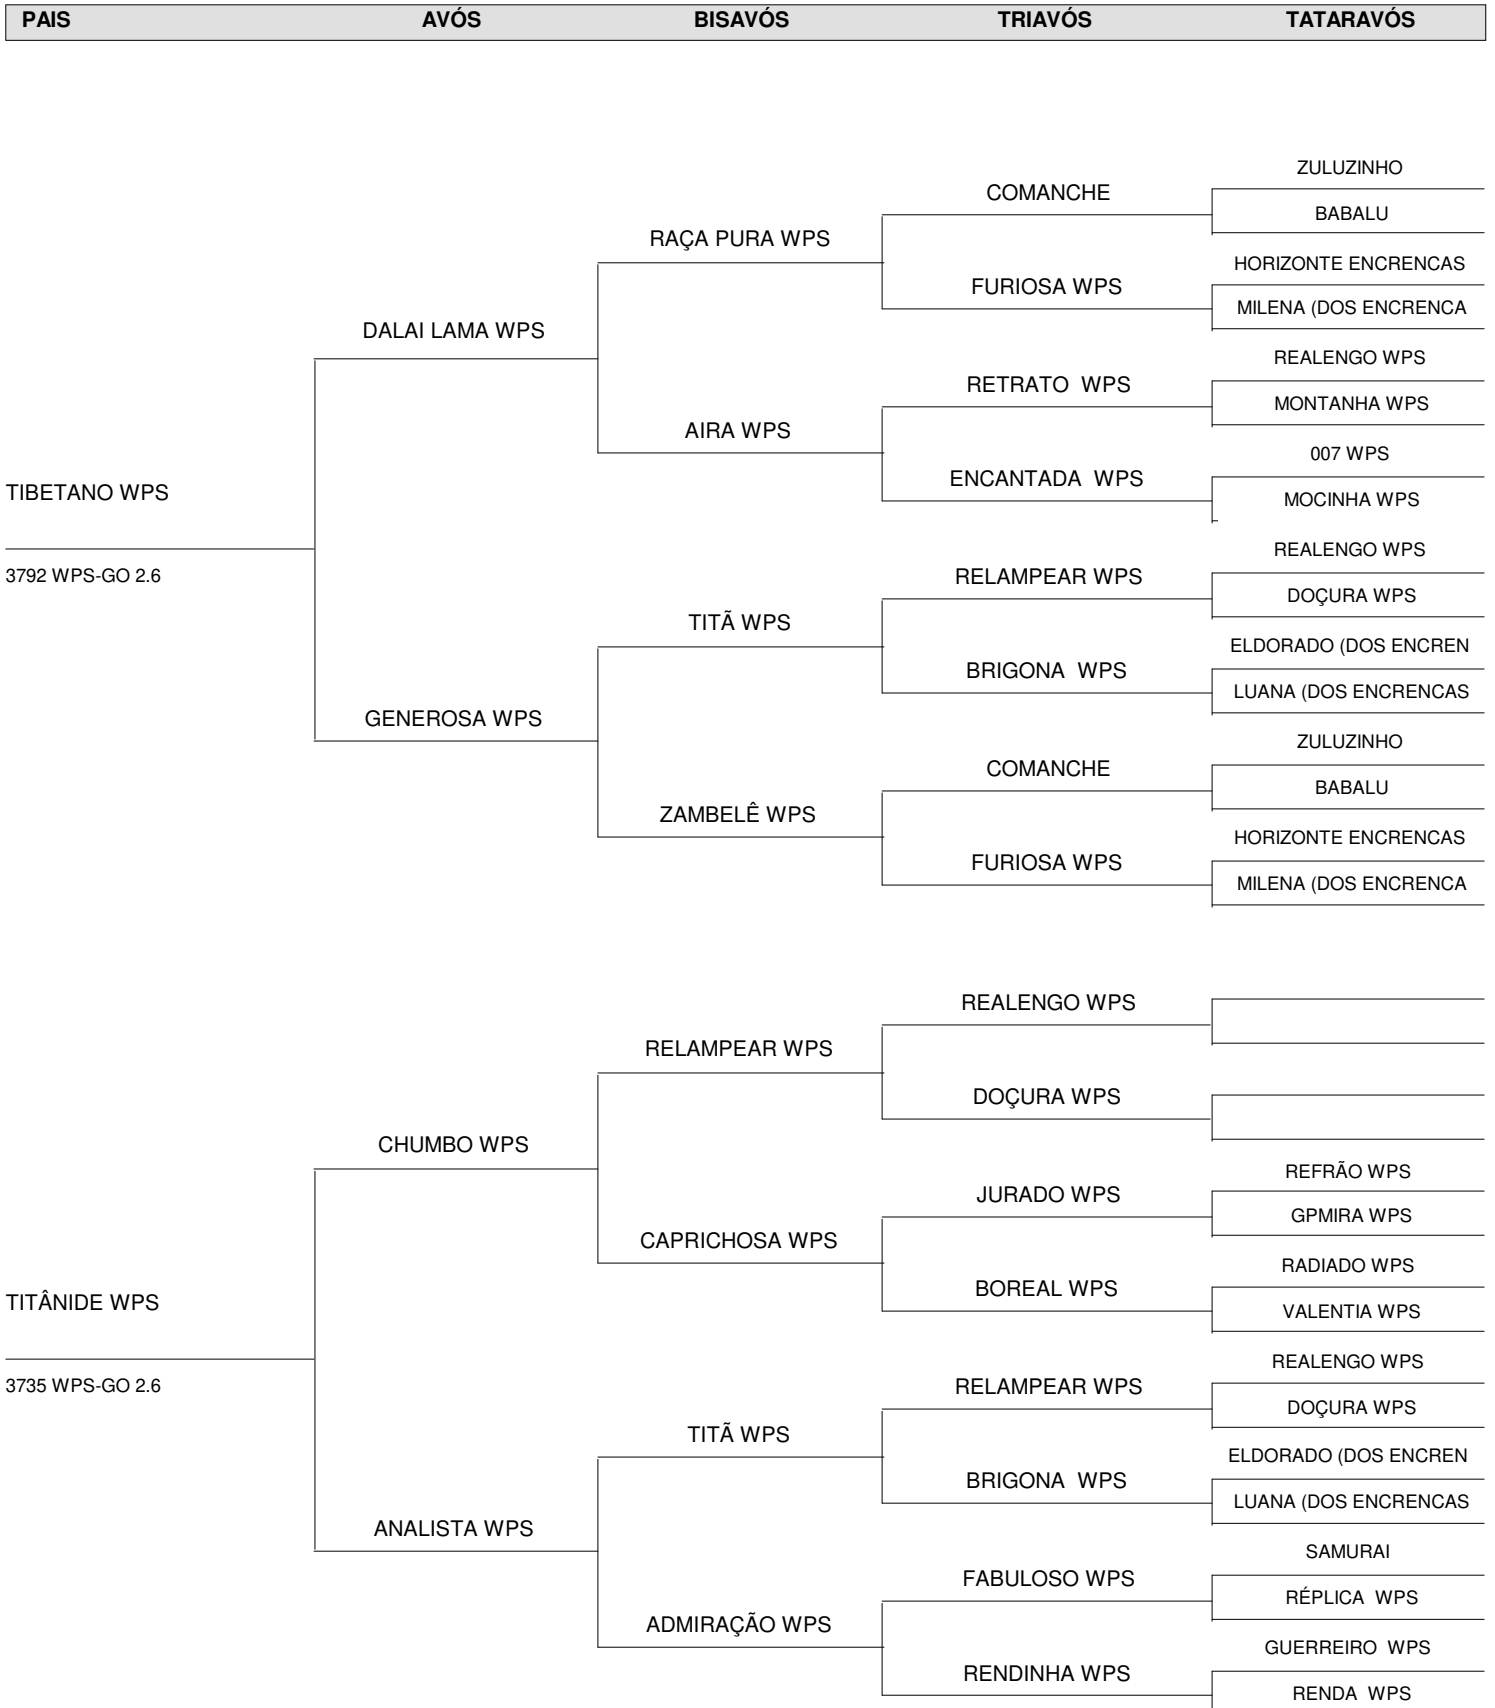 PAIS AVÓS BISAVÓS TRIAVÓS TATARAVÓS
ZULUZINHO
COMANCHE
BABALU
RAÇA PURA WPS
HORIZONTE ENCRENCAS
FURIOSA WPS
MILENA (DOS ENCRENCA
DALAI LAMA WPS
REALENGO WPS
RETRATO WPS
MONTANHA WPS
AIRA WPS
007 WPS
ENCANTADA WPS
TIBETANO WPS
MOCINHA WPS
REALENGO WPS
3792 WPS-GO 2.6
RELAMPEAR WPS
DOÇURA WPS
TITÃ WPS
ELDORADO (DOS ENCREN
BRIGONA WPS
LUANA (DOS ENCRENCAS
GENEROSA WPS
ZULUZINHO
COMANCHE
BABALU
ZAMBELÊ WPS
HORIZONTE ENCRENCAS
FURIOSA WPS
MILENA (DOS ENCRENCA
REALENGO WPS
RELAMPEAR WPS
DOÇURA WPS
CHUMBO WPS
REFRÃO WPS
JURADO WPS
GPMIRA WPS
CAPRICHOSA WPS
RADIADO WPS
BOREAL WPS
TITÂNIDE WPS
VALENTIA WPS
REALENGO WPS
3735 WPS-GO 2.6
RELAMPEAR WPS
DOÇURA WPS
TITÃ WPS
ELDORADO (DOS ENCREN
BRIGONA WPS
LUANA (DOS ENCRENCAS
ANALISTA WPS
SAMURAI
FABULOSO WPS
RÉPLICA WPS
ADMIRAÇÃO WPS
GUERREIRO WPS
RENDINHA WPS
RENDA WPS